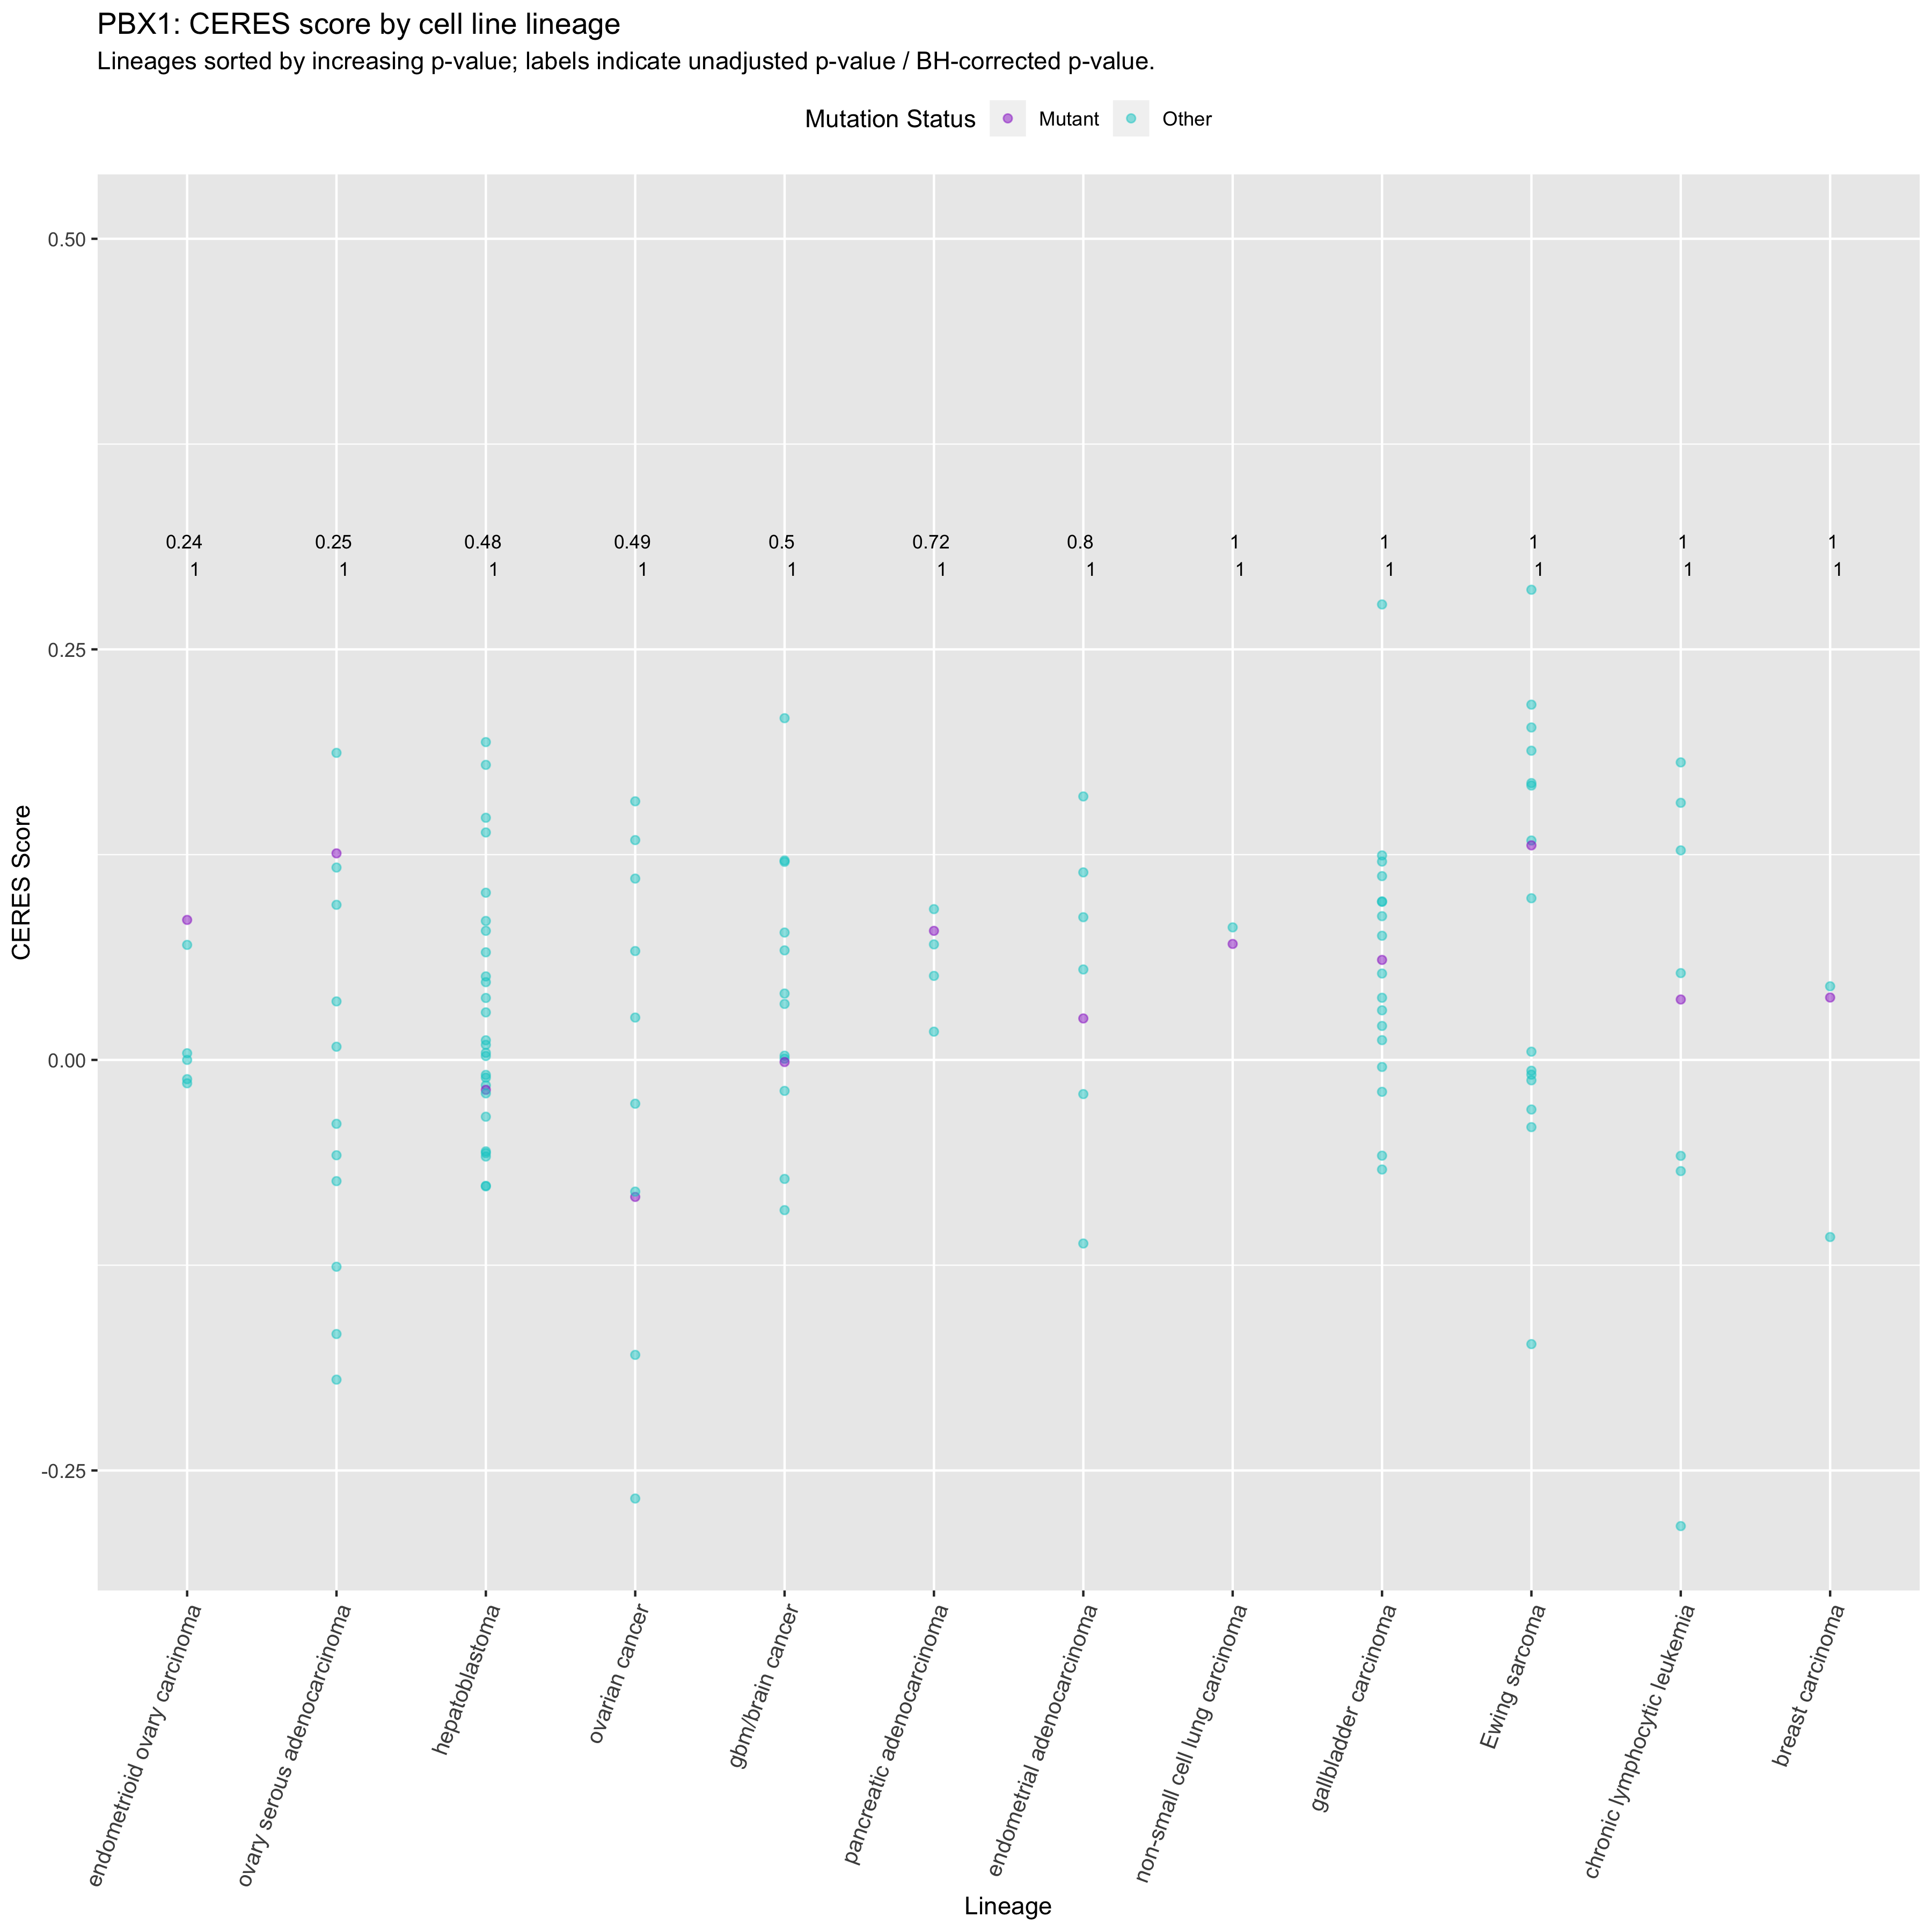 PBX1: CERES score by cell line lineage
Lineages sorted by increasing p-value; labels indicate unadjusted p-value / BH-corrected p-value.
Mutation Status Mutant Other
CERES Score
0.50
0.25
0.00
-0.25
0.24 0.25 0.48 0.49 0.5 0.72 0.8 1 1 1 1 1
1 1 1 1 1 1 1 1 1 1 1 1
endometrioid ovary carcinoma
ovary serous adenocarcinoma
hepatoblastoma
ovarian cancer
gbm/brain cancer
pancreatic adenocarcinoma
endometrial adenocarcinoma
non-small cell lung carcinoma
gallbladder carcinoma
Ewing sarcoma
chronic lymphocytic leukemia
breast carcinoma
Lineage